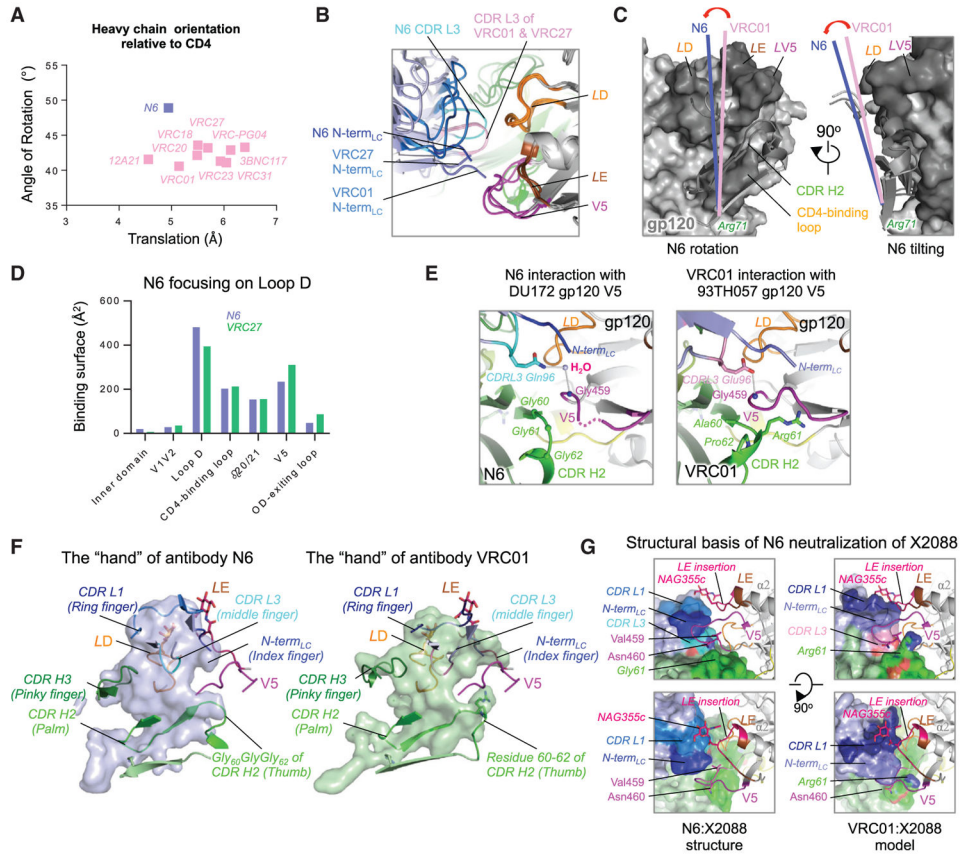 A
Heavy chain orientation
relative to CD4
Angle of Rotation (°)
55
50
45
40
35
3
4
5
6
7
Translation (Å)
N6
VRC27
VRC18
VRC-PG04
VRC20
12A21
3BNC117
VRC01
VRC23
VRC31
B
N6 CDR L3
CDR L3 of
VRC01 & VRC27
LD
N6 N-termLC
VRC27
N-termLC
VRC01
N-termLC
LE
V5
C
N6
VRC01
LD
LE
LV5
gp120
Arg71
N6 rotation
90°
CDR H2
CD4-binding
loop
VRC01
N6
LD
LV5
Arg71
N6 tilting
D
N6 focusing on Loop D
Binding surface (Å²)
600
400
200
0
N6
VRC27
Inner domain
V1V2
Loop D
CD4-binding loop
β20/21
V5
OD-exiting loop
E
N6 interaction with
DU172 gp120 V5
LD
gp120
N-termLC
H2O
CDRL3 Gln96
Gly459
Gly60
V5
Gly61
Gly62
CDR H2
N6
VRC01 interaction with
93TH057 gp120 V5
LD
gp120
N-termLC
CDRL3 Glu96
Gly459
V5
Ala60
Arg61
Pro62
CDR H2
VRC01
F
The “hand” of antibody N6
CDR L1
(Ring finger)
LE
CDR L3
(middle finger)
LD
N-termLC
(Index finger)
CDR H3
(Pinky finger)
V5
CDR H2
(Palm)
Gly60GlyGly62 of
CDR H2 (Thumb)
The “hand” of antibody VRC01
CDR L1
(Ring finger)
LE
CDR L3
(middle finger)
LD
N-termLC
(Index finger)
CDR H3
(Pinky finger)
V5
CDR H2
(Palm)
Residue 60-62 of
CDR H2 (Thumb)
G
Structural basis of N6 neutralization of X2088
LE insertion
NAG355c
LE
α2
CDR L1
N-termLC
CDR L3
V5
Val459
Asn460
Gly61
LE insertion
NAG355c
LE
α2
CDR L1
N-termLC
CDR L3
V5
Arg61
90°
LE insertion
NAG355c
LE
α2
CDR L1
N-termLC
Val459
Asn460
V5
N6:X2088
structure
LE insertion
NAG355c
LE
α2
CDR L1
N-termLC
Arg61
Asn460
V5
VRC01:X2088
model